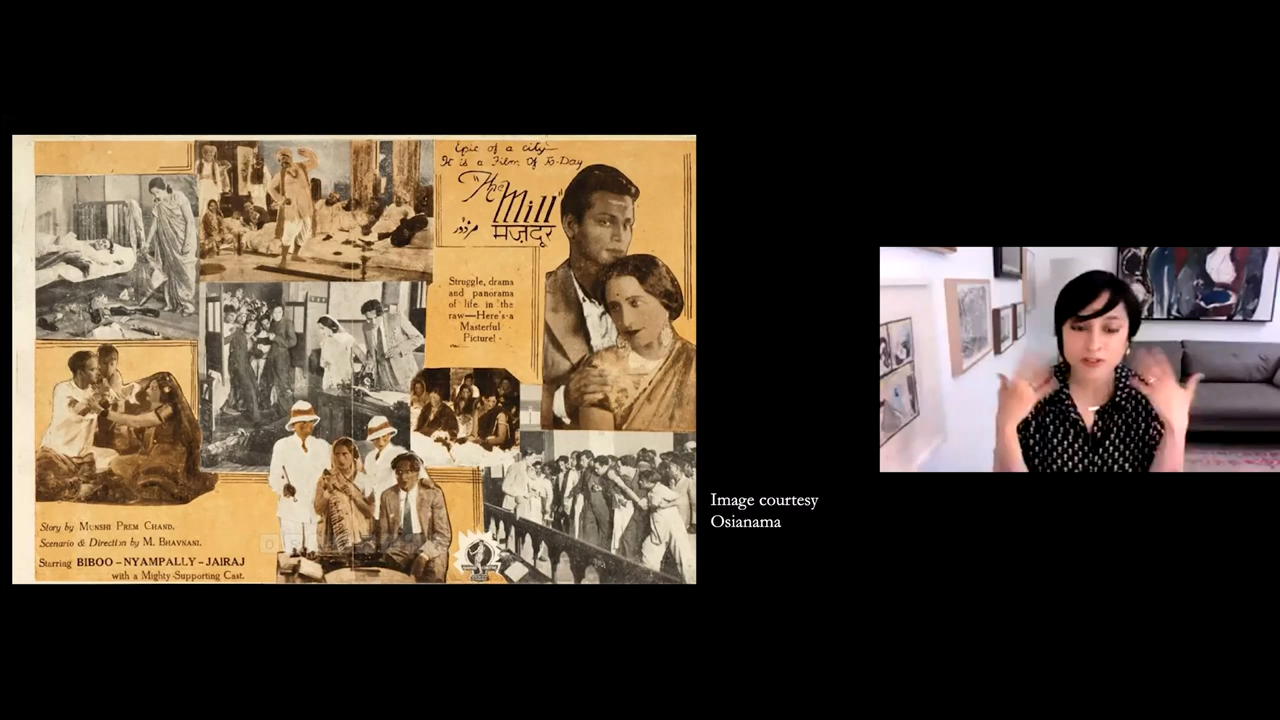 Epic of a city
It is a Film Of To-Day
"The
Mill"
مزدور
मज़दूर
Struggle, drama
and panorama
of life in the
raw—Here's a
Masterful
Picture!
Story by MUNSHI PREM CHAND.
Scenario & Direction by M. BHAVNANI.
Starring BIBOO – NYAMPALLY – JAIRAJ
with a Mighty Supporting Cast.
Image courtesy
Osianama